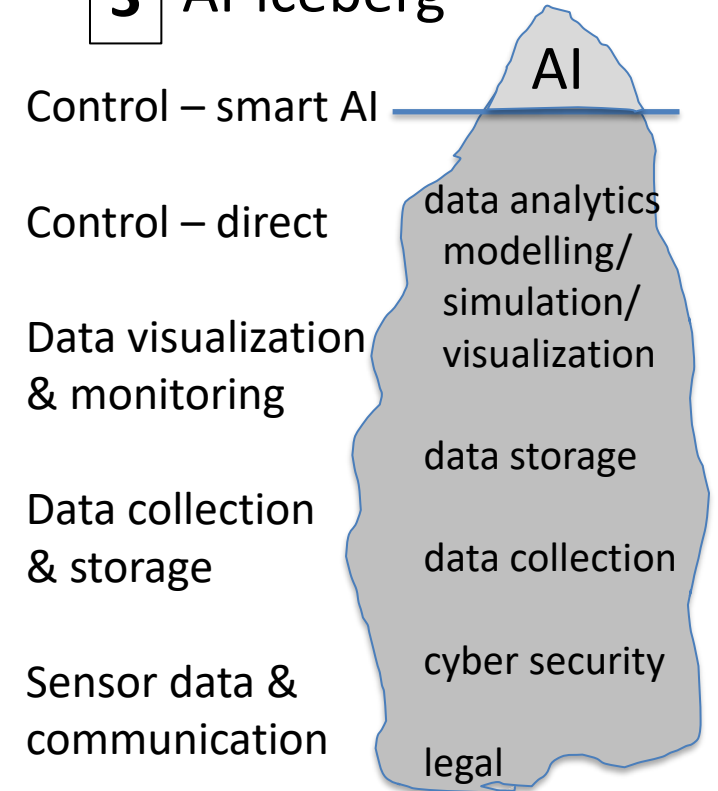 3 AI iceberg
AI
Control – smart AI
Control – direct
Data visualization
& monitoring
Data collection
& storage
Sensor data &
communication
data analytics
modelling/
simulation/
visualization
data storage
data collection
cyber security
legal